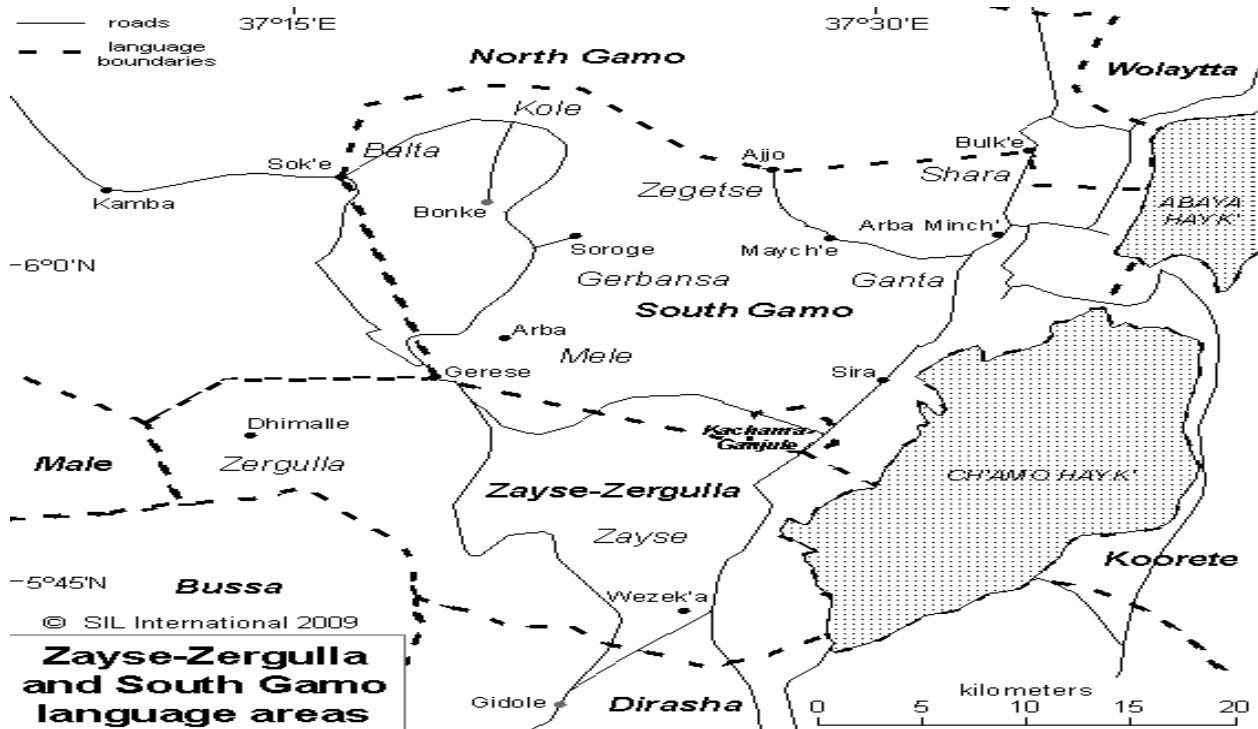 roads
language
boundaries
37°15'E
37°30'E
North Gamo
Wolaytta
Kole
Balta
Sok'e
Kamba
Bonke
Ajjo
Bulk'e
Zegetse
Shara
ABAYA
HAYK'
Soroge
Maych'e
Arba Minch'
6°0'N
Gerbansa
Ganta
South Gamo
Arba
Mele
Gerese
Sira
Dhimalle
Kachama-
Ganjule
Male
Zergulla
Zayse-Zergulla
CH'AMO HAYK'
Zayse
5°45'N
Bussa
Koorete
Wezek'a
© SIL International 2009
Zayse-Zergulla
and South Gamo
language areas
Gidole
Dirasha
kilometers
0 5 10 15 20